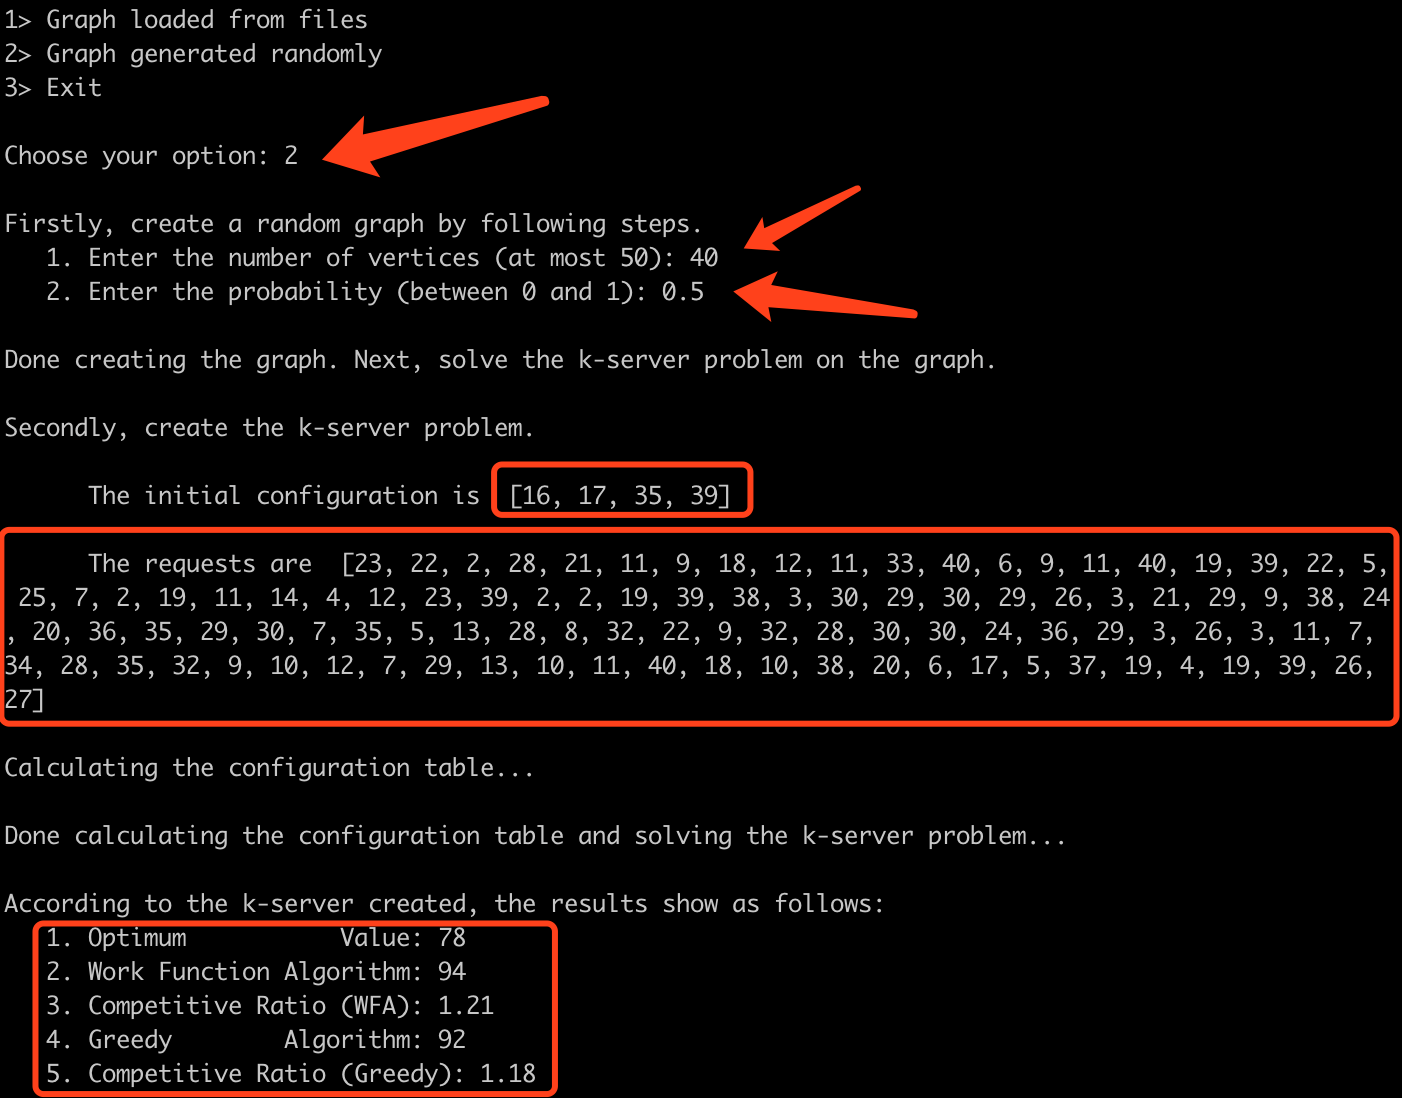 1> Graph loaded from files
2> Graph generated randomly
3> Exit
Choose your option: 2
Firstly, create a random graph by following steps.
1. Enter the number of vertices (at most 50): 40
2. Enter the probability (between 0 and 1): 0.5
Done creating the graph. Next, solve the k-server problem on the graph.
Secondly, create the k-server problem.
The initial configuration is  [16, 17, 35, 39]
The requests are  [23, 22, 2, 28, 21, 11, 9, 18, 12, 11, 33, 40, 6, 9, 11, 40, 19, 39, 22, 5,
25, 7, 2, 19, 11, 14, 4, 12, 23, 39, 2, 2, 19, 39, 38, 3, 30, 29, 30, 29, 26, 3, 21, 29, 9, 38, 24
, 20, 36, 35, 29, 30, 7, 35, 5, 13, 28, 8, 32, 22, 9, 32, 28, 30, 30, 24, 36, 29, 3, 26, 3, 11, 7,
34, 28, 35, 32, 9, 10, 12, 7, 29, 13, 10, 11, 40, 18, 10, 38, 20, 6, 17, 5, 37, 19, 4, 19, 39, 26,
27]
Calculating the configuration table...
Done calculating the configuration table and solving the k-server problem...
According to the k-server created, the results show as follows:
1. Optimum           Value: 78
2. Work Function Algorithm: 94
3. Competitive Ratio (WFA): 1.21
4. Greedy        Algorithm: 92
5. Competitive Ratio (Greedy): 1.18